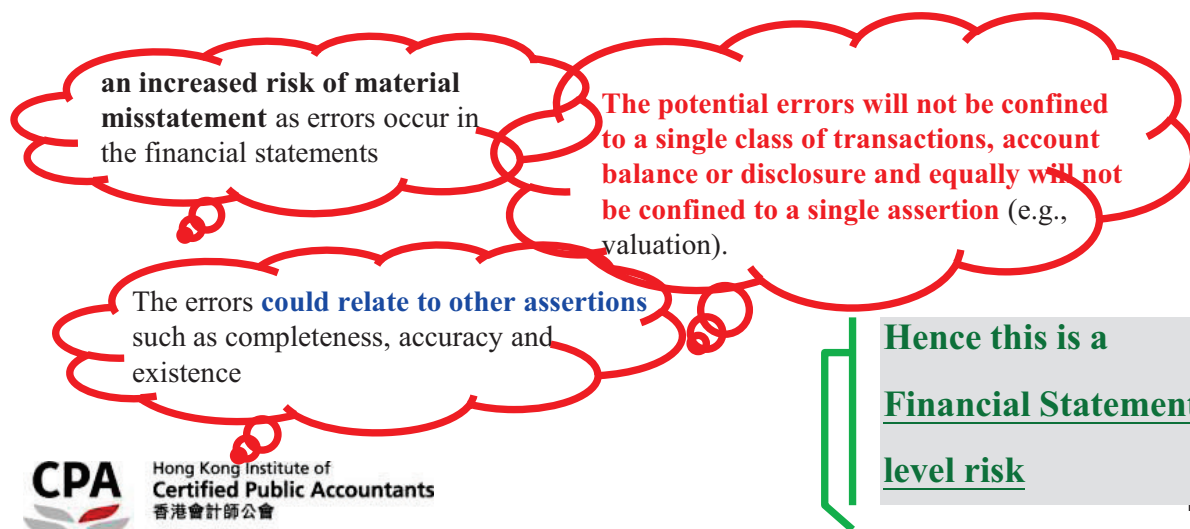 an increased risk of material
misstatement as errors occur in
the financial statements
The potential errors will not be confined
to a single class of transactions, account
balance or disclosure and equally will not
be confined to a single assertion (e.g.,
valuation).
The errors could relate to other assertions
such as completeness, accuracy and
existence
Hence this is a
Financial Statement
level risk
CPA
Hong Kong Institute of
Certified Public Accountants
香港會計師公會